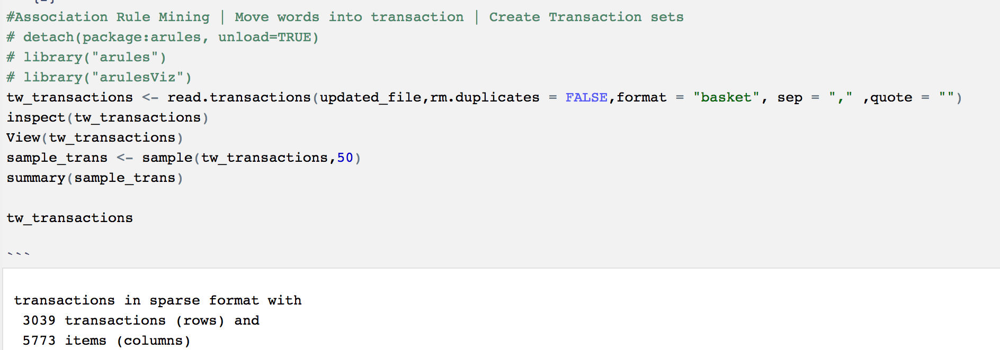 #Association Rule Mining | Move words into transaction | Create Transaction sets
# detach(package:arules, unload=TRUE)
# library("arules")
# library("arulesViz")
tw_transactions <- read.transactions(updated_file,rm.duplicates = FALSE,format = "basket", sep = "," ,quote = "")
inspect(tw_transactions)
View(tw_transactions)
sample_trans <- sample(tw_transactions,50)
summary(sample_trans)
tw_transactions
```
transactions in sparse format with
3039 transactions (rows) and
5773 items (columns)